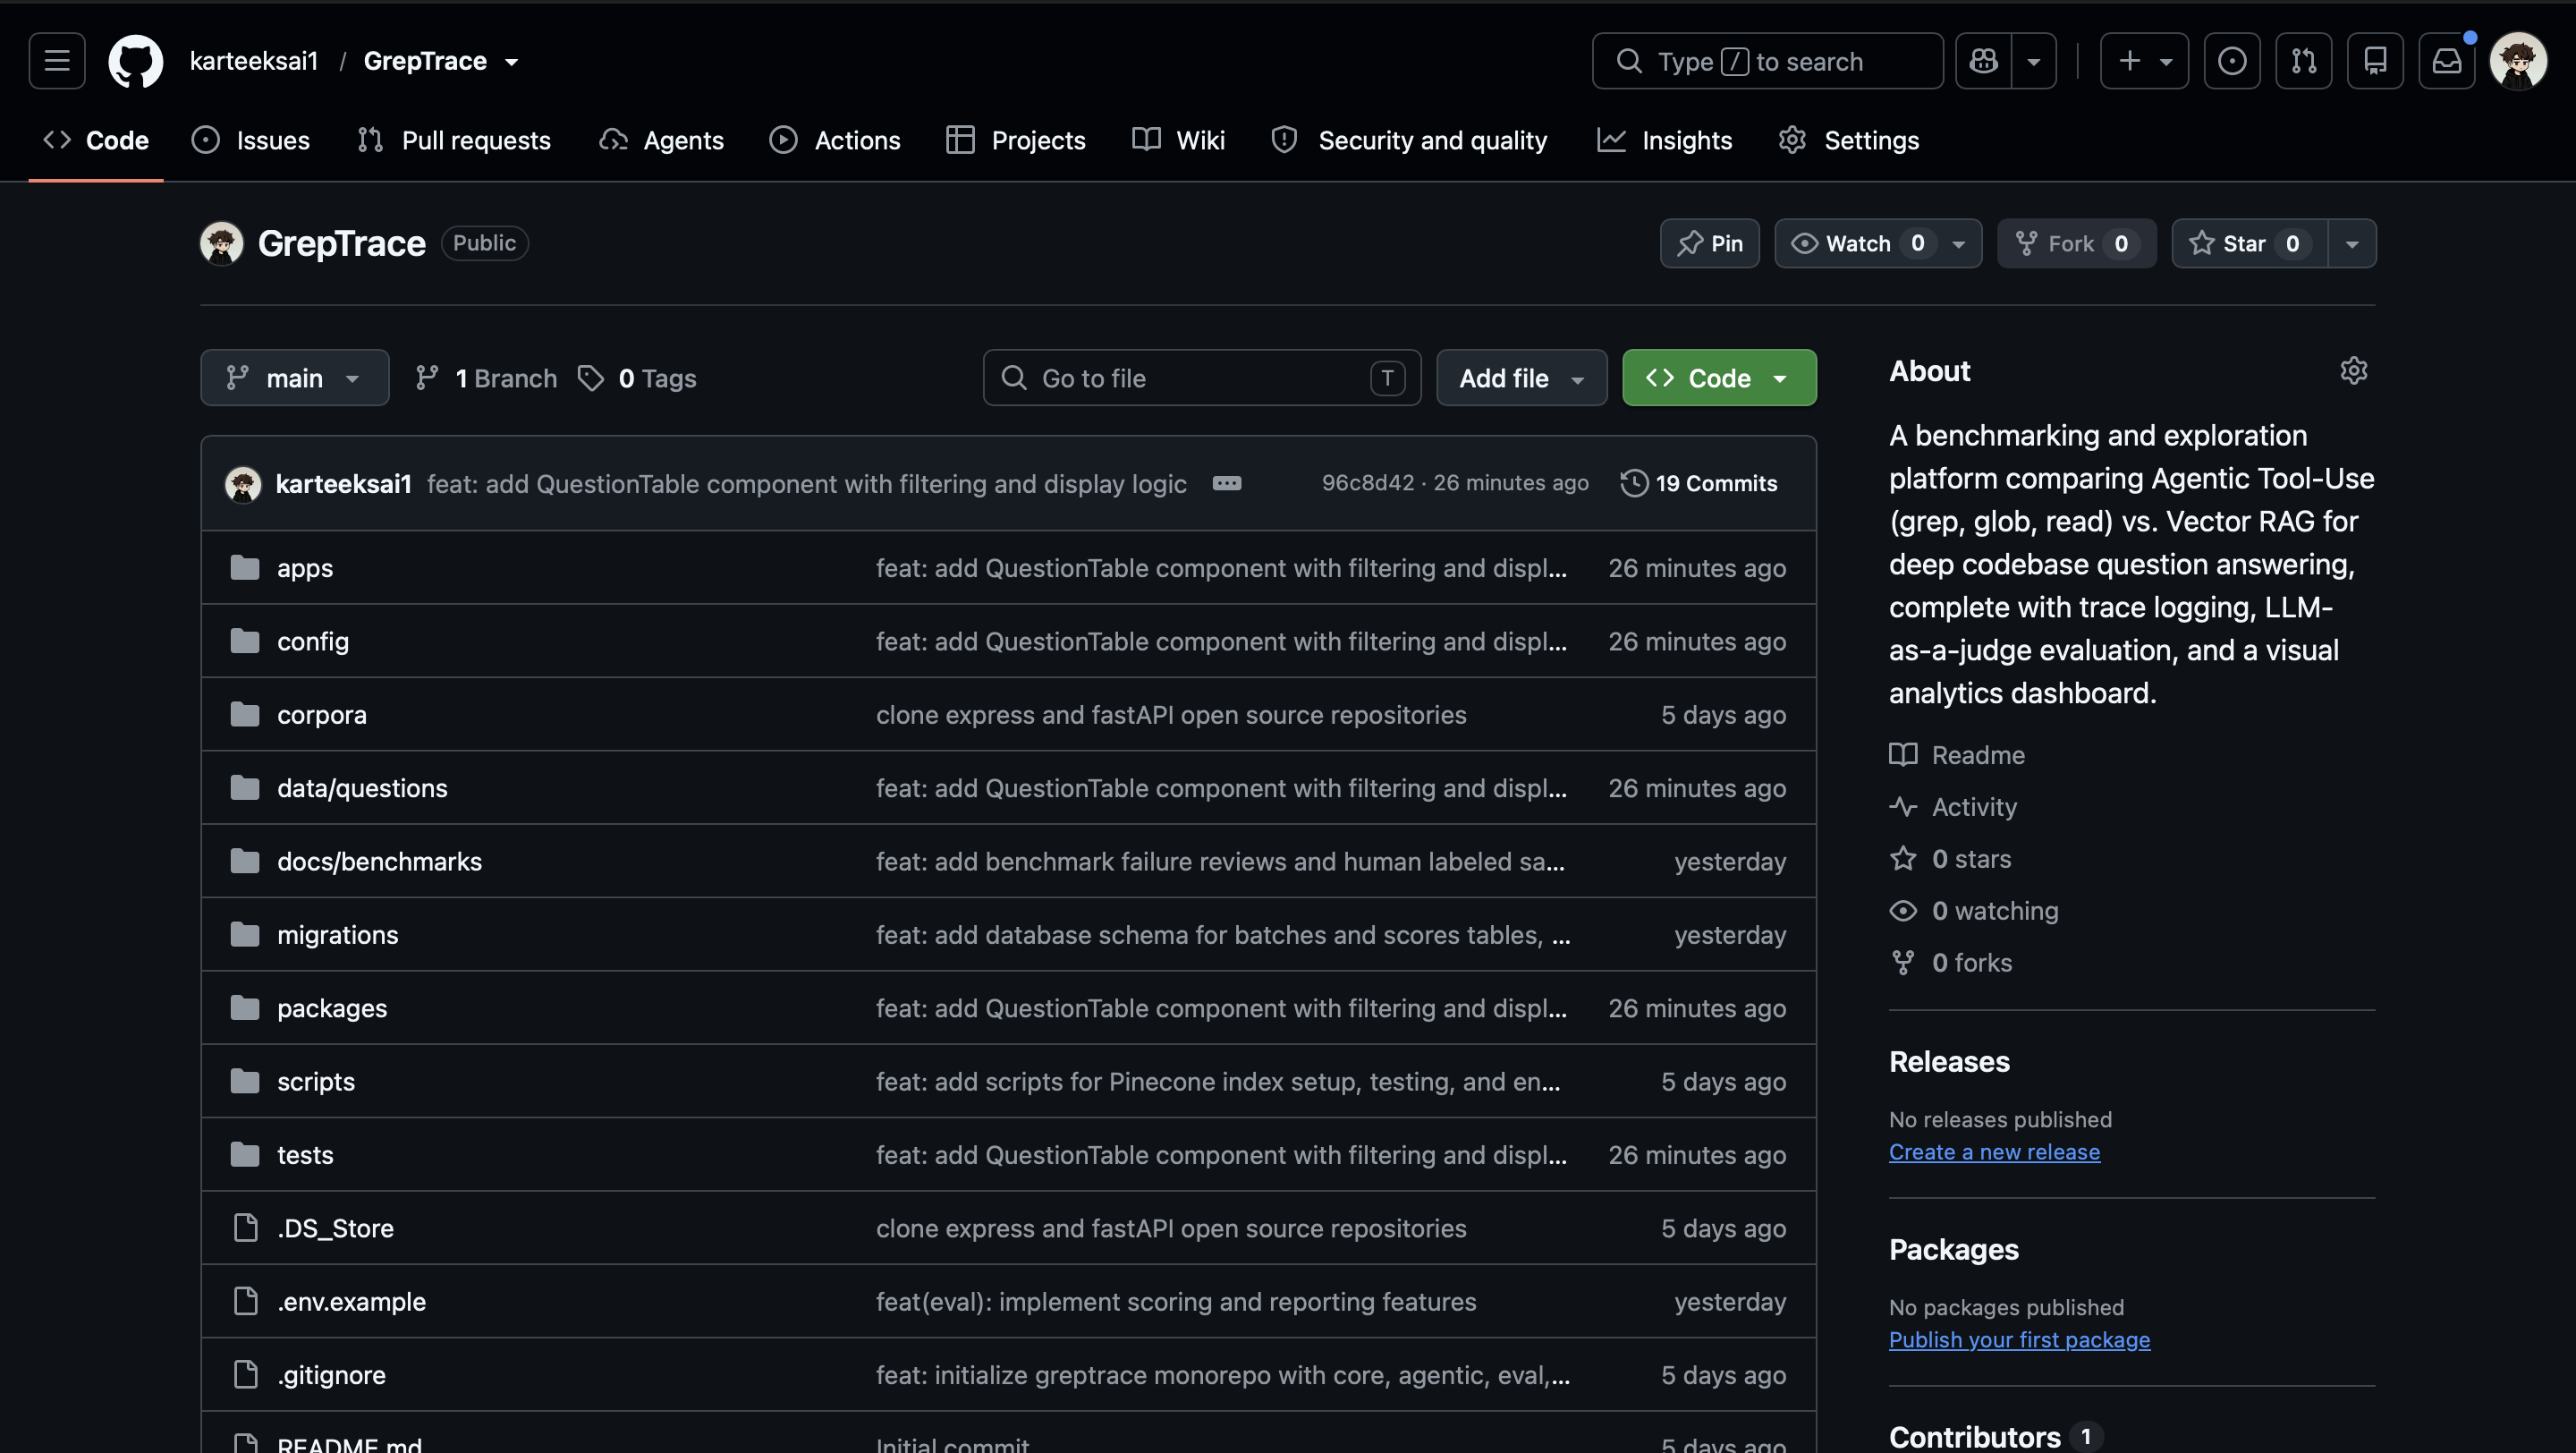 karteeksai1 / GrepTrace
Type / to search
Code Issues Pull requests Agents Actions Projects Wiki Security and quality Insights Settings
GrepTrace Public
Pin Watch 0 Fork 0 Star 0
main 1 Branch 0 Tags
Go to file T Add file Code
karteeksai1 feat: add QuestionTable component with filtering and display logic 96c8d42 · 26 minutes ago 19 Commits
apps feat: add QuestionTable component with filtering and displ... 26 minutes ago
config feat: add QuestionTable component with filtering and displ... 26 minutes ago
corpora clone express and fastAPI open source repositories 5 days ago
data/questions feat: add QuestionTable component with filtering and displ... 26 minutes ago
docs/benchmarks feat: add benchmark failure reviews and human labeled sa... yesterday
migrations feat: add database schema for batches and scores tables, ... yesterday
packages feat: add QuestionTable component with filtering and displ... 26 minutes ago
scripts feat: add scripts for Pinecone index setup, testing, and en... 5 days ago
tests feat: add QuestionTable component with filtering and displ... 26 minutes ago
.DS_Store clone express and fastAPI open source repositories 5 days ago
.env.example feat(eval): implement scoring and reporting features yesterday
.gitignore feat: initialize greptrace monorepo with core, agentic, eval,... 5 days ago
README.md Initial commit 5 days ago
About
A benchmarking and exploration
platform comparing Agentic Tool-Use
(grep, glob, read) vs. Vector RAG for
deep codebase question answering,
complete with trace logging, LLM-
as-a-judge evaluation, and a visual
analytics dashboard.
Readme
Activity
0 stars
0 watching
0 forks
Releases
No releases published
Create a new release
Packages
No packages published
Publish your first package
Contributors 1